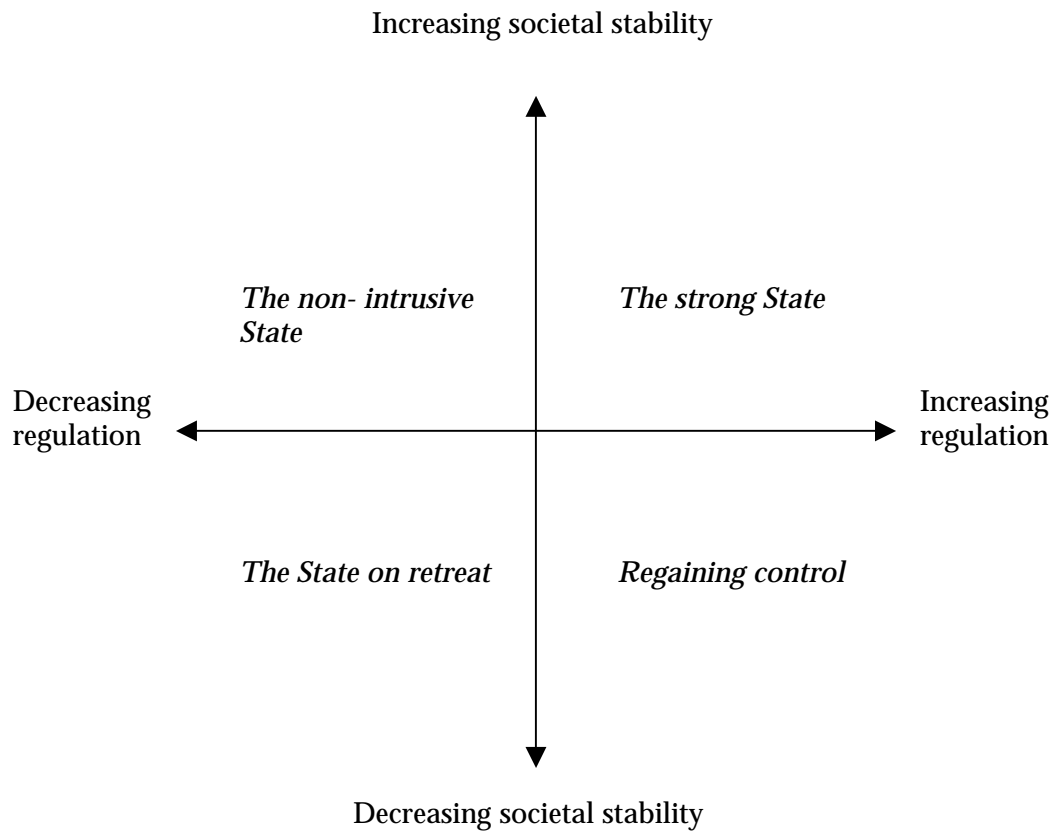 Increasing societal stability
The non- intrusive
State
The strong State
Decreasing
regulation
Increasing
regulation
The State on retreat
Regaining control
Decreasing societal stability